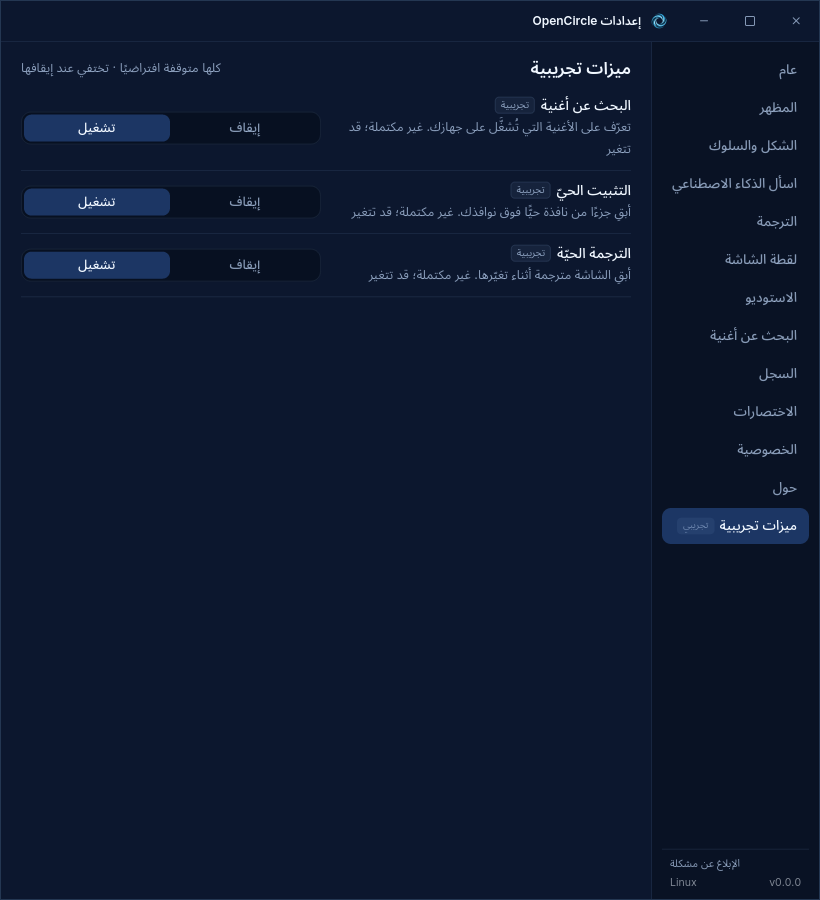 إعدادات OpenCircle
عام
المظهر
الشكل والسلوك
اسأل الذكاء الاصطناعي
الترجمة
لقطة الشاشة
الاستوديو
البحث عن أغنية
السجل
الاختصارات
الخصوصية
حول
ميزات تجريبية تجريبي
الإبلاغ عن مشكلة
v0.0.0 Linux
ميزات تجريبية
كلها متوقفة افتراضيًا · تختفي عند إيقافها
البحث عن أغنية تجريبية
تعرّف على الأغنية التي تُشغَّل على جهازك. غير مكتملة؛ قد
تتغير
إيقاف تشغيل
التثبيت الحيّ تجريبية
أبقِ جزءًا من نافذة حيًّا فوق نوافذك. غير مكتملة؛ قد تتغير
إيقاف تشغيل
الترجمة الحيّة تجريبية
أبقِ الشاشة مترجمة أثناء تغيّرها. غير مكتملة؛ قد تتغير
إيقاف تشغيل